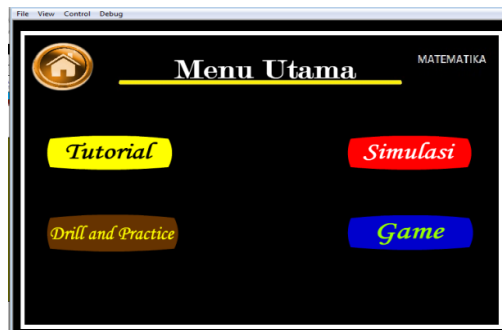 File View Control Debug
Menu Utama
MATEMATIKA
Tutorial
Simulasi
Drill and Practice
Game